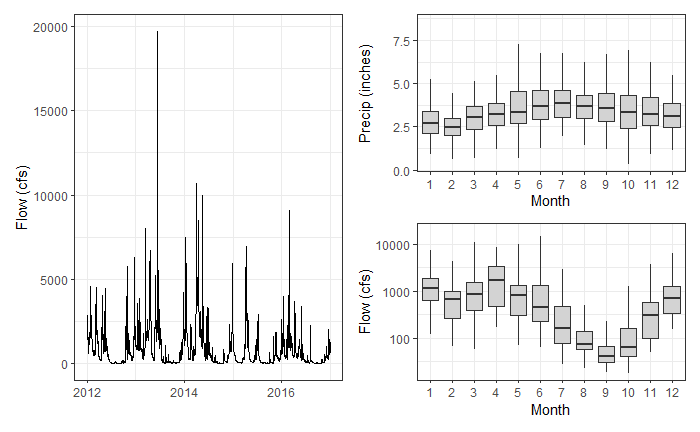 Flow (cfs)
20000
15000
10000
5000
0
2012 2014 2016
Precip (inches)
7.5
5.0
2.5
0.0
1 2 3 4 5 6 7 8 9 10 11 12
Month
Flow (cfs)
10000
1000
100
1 2 3 4 5 6 7 8 9 10 11 12
Month